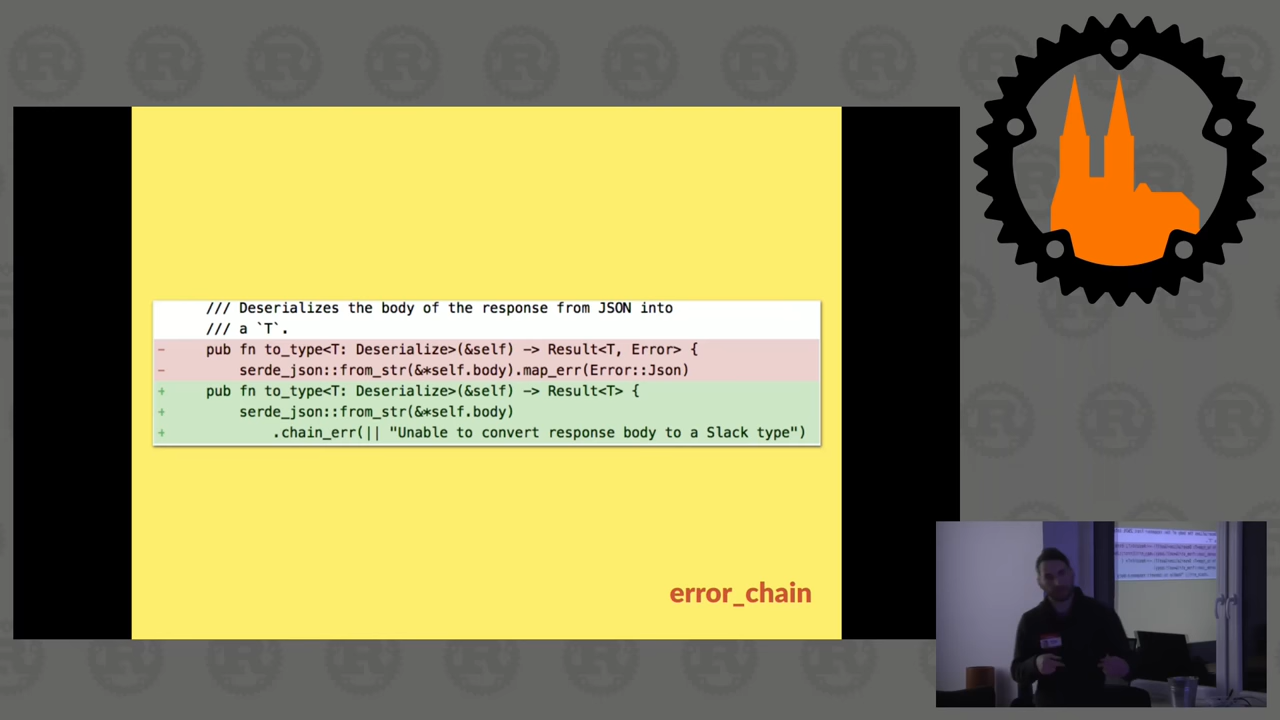 /// Deserializes the body of the response from JSON into
/// a `T`.
- pub fn to_type<T: Deserialize>(&self) -> Result<T, Error> {
- serde_json::from_str(&*self.body).map_err(Error::Json)
+ pub fn to_type<T: Deserialize>(&self) -> Result<T> {
+ serde_json::from_str(&*self.body)
+ .chain_err(|| "Unable to convert response body to a Slack type")
error_chain